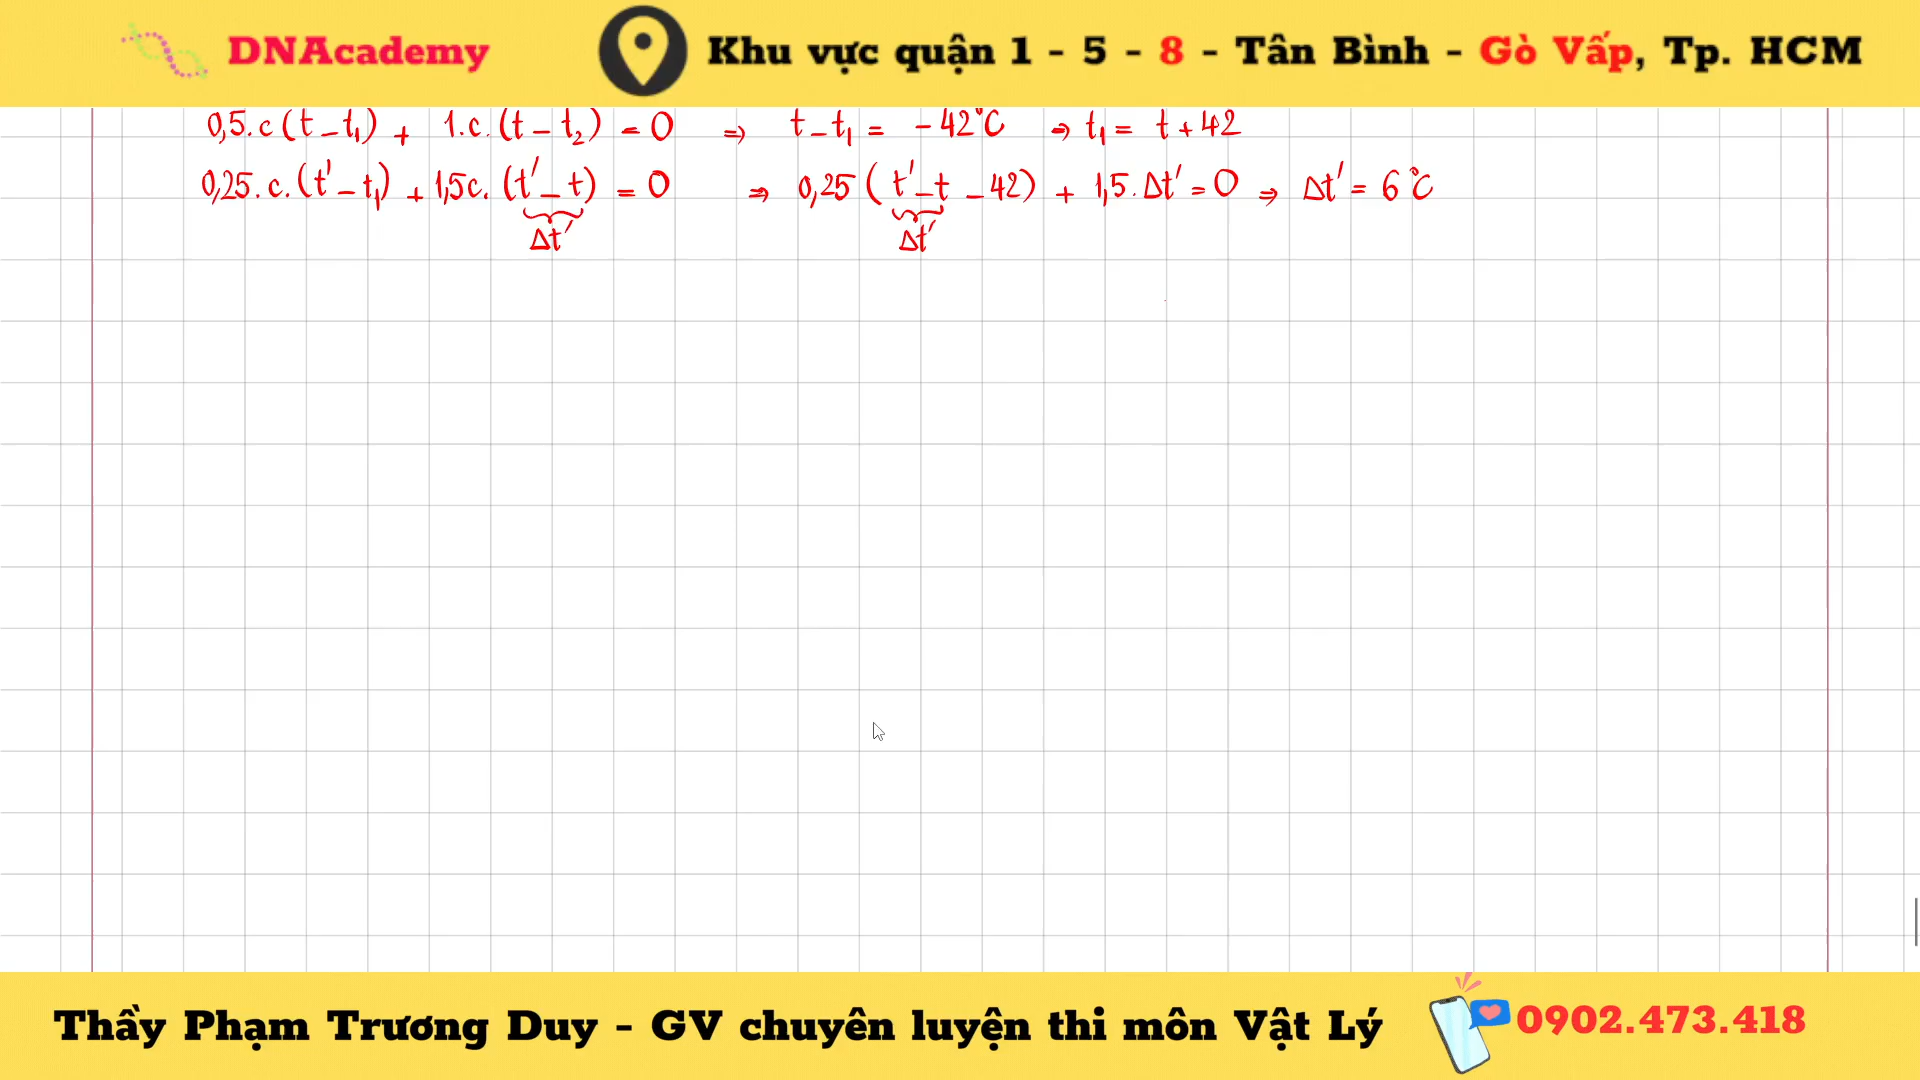 DNAcademy
Khu vực quận 1 - 5 - 8 - Tân Bình - Gò Vấp, Tp. HCM
0,5.c(t-t₁) + 1.c.(t-t₂) = 0 ⇒ t-t₁ = -42°C ⇒ t₁ = t+42
0,25.c.(t'-t₁) + 1,5c.(t'-t) = 0 ⇒ 0,25(t'-t-42) + 1,5.Δt' = 0 ⇒ Δt' = 6°C
Δt' Δt'
Thầy Phạm Trương Duy - GV chuyên luyện thi môn Vật Lý
0902.473.418